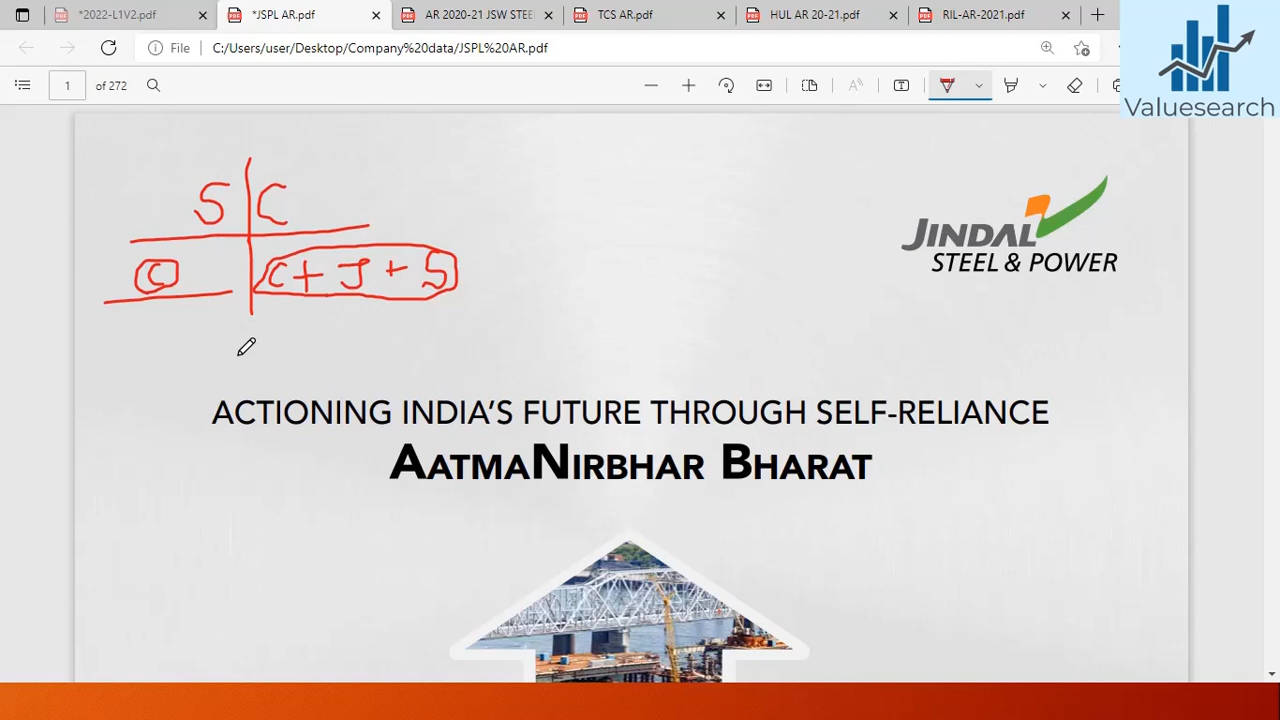 *2022-L1V2.pdf
*JSPL AR.pdf
AR 2020-21 JSW STEE
TCS AR.pdf
HUL AR 20-21.pdf
RIL-AR-2021.pdf
File C:/Users/user/Desktop/Company%20data/JSPL%20AR.pdf
1 of 272
Valuesearch
S C
C C + J + S
JINDAL
STEEL & POWER
ACTIONING INDIA'S FUTURE THROUGH SELF-RELIANCE
AATMANIRBHAR BHARAT